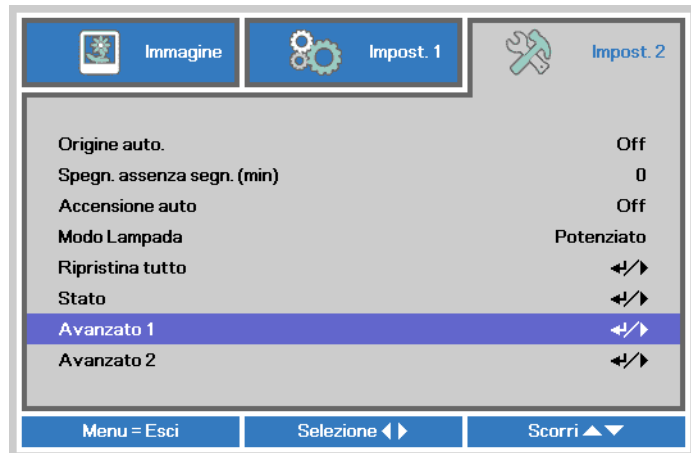 Immagine
Impost. 1
Impost. 2
Origine auto. Off
Spegn. assenza segn. (min) 0
Accensione auto Off
Modo Lampada Potenziato
Ripristina tutto ↵/▶
Stato ↵/▶
Avanzato 1 ↵/▶
Avanzato 2 ↵/▶
Menu = Esci
Selezione ◀▶
Scorri ▲▼